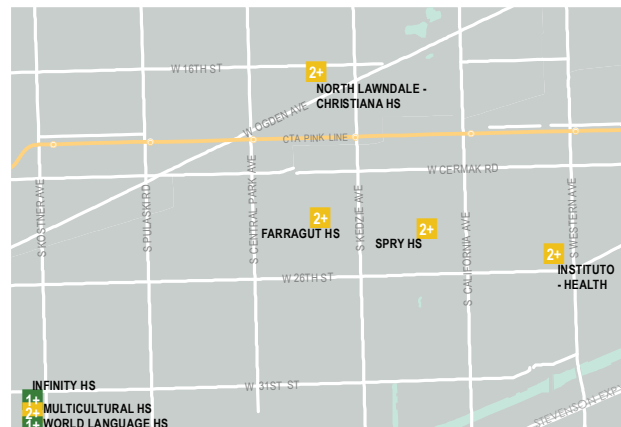 W 16TH ST
2+
NORTH LAWNDALE -
CHRISTIANA HS
W OGDEN AVE
CTA PINK LINE
W CERMAK RD
S KOSTNER AVE
S PULASKI RD
S CENTRAL PARK AVE
S KEDZIE AVE
S CALIFORNIA AVE
S WESTERN AVE
2+
FARRAGUT HS
2+
SPRY HS
2+
INSTITUTO
- HEALTH
W 26TH ST
W 31ST ST
STEVENSON EXP
INFINITY HS
1+
2+ MULTICULTURAL HS
1+ WORLD LANGUAGE HS